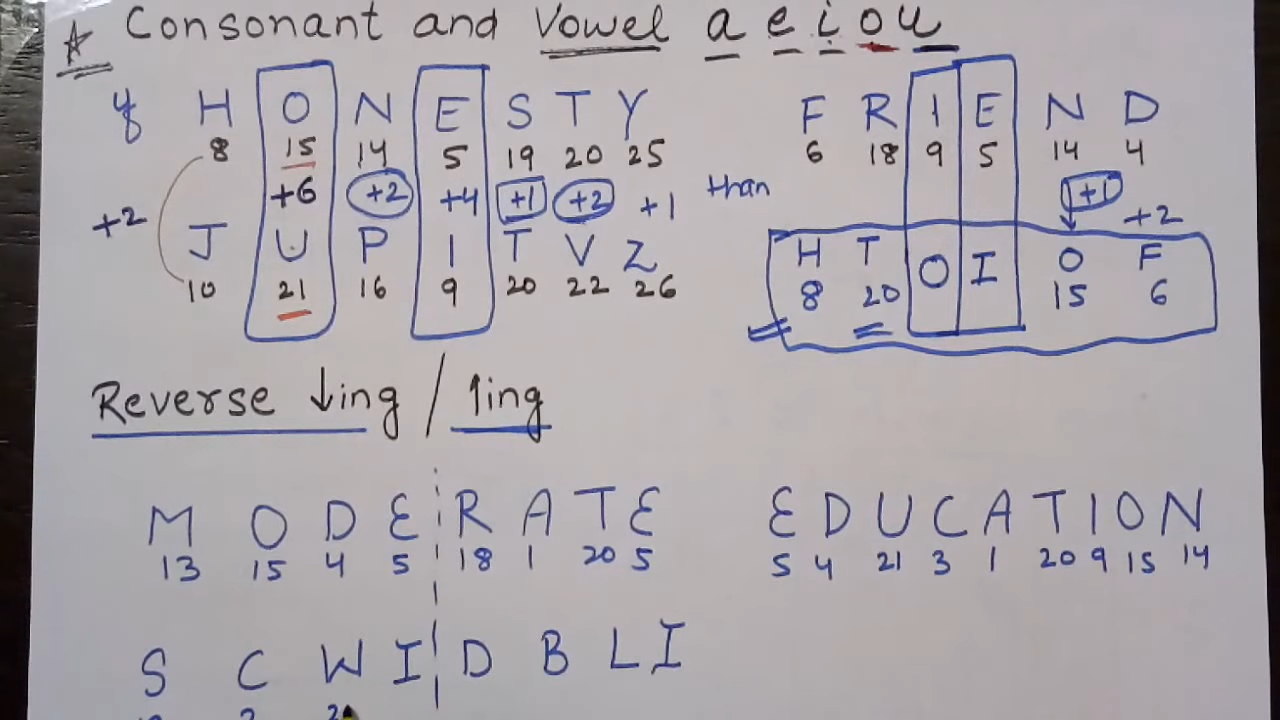 ☆ Consonant and Vowel a e i o u
if H O N E S T Y F R I E N D
8 15 14 5 19 20 25 6 18 9 5 14 4
+2 +6 +2 +4 +1 +2 +1 than +1 +2
J U P I T V Z H T O I O F
10 21 16 9 20 22 26 8 20 15 6
Reverse ↓ing / ↑ing
M O D E R A T E E D U C A T I O N
13 15 4 5 18 1 20 5 5 4 21 3 1 20 9 15 14
S C W I D B L I